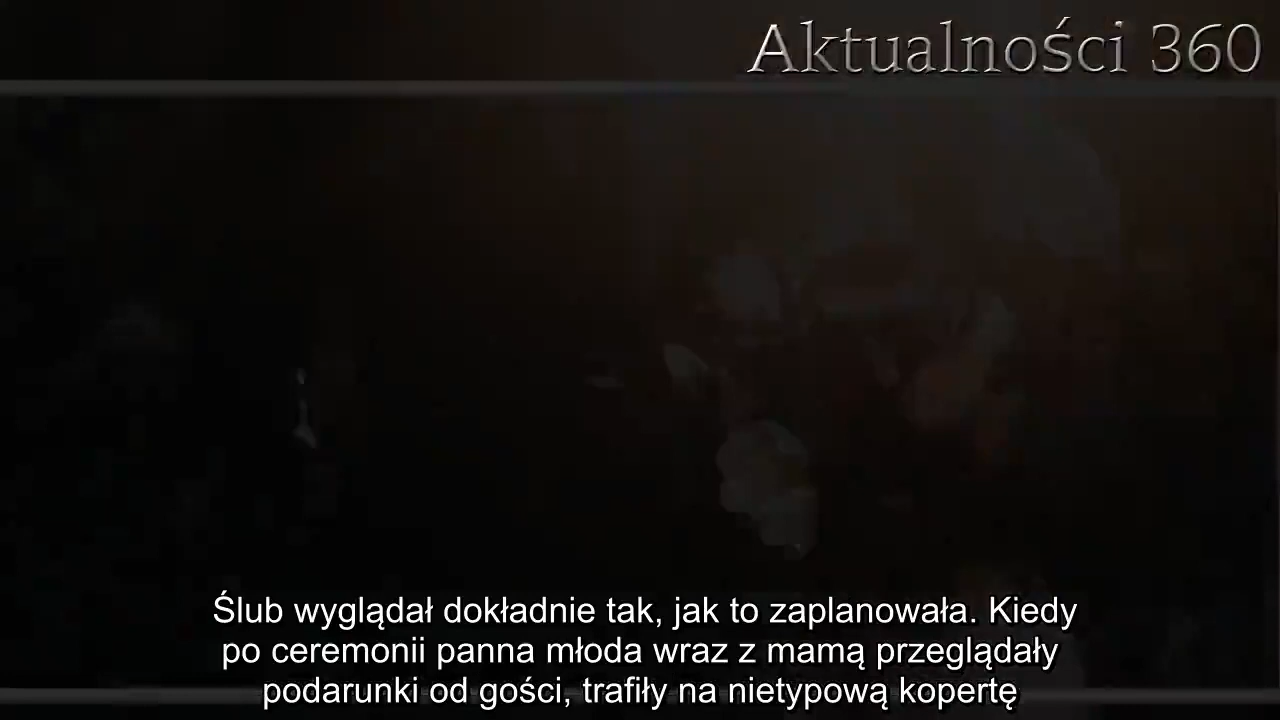 Aktualności 360
Ślub wyglądał dokładnie tak, jak to zaplanowała. Kiedy
po ceremonii panna młoda wraz z mamą przeglądały
podarunki od gości, trafiły na nietypową kopertę